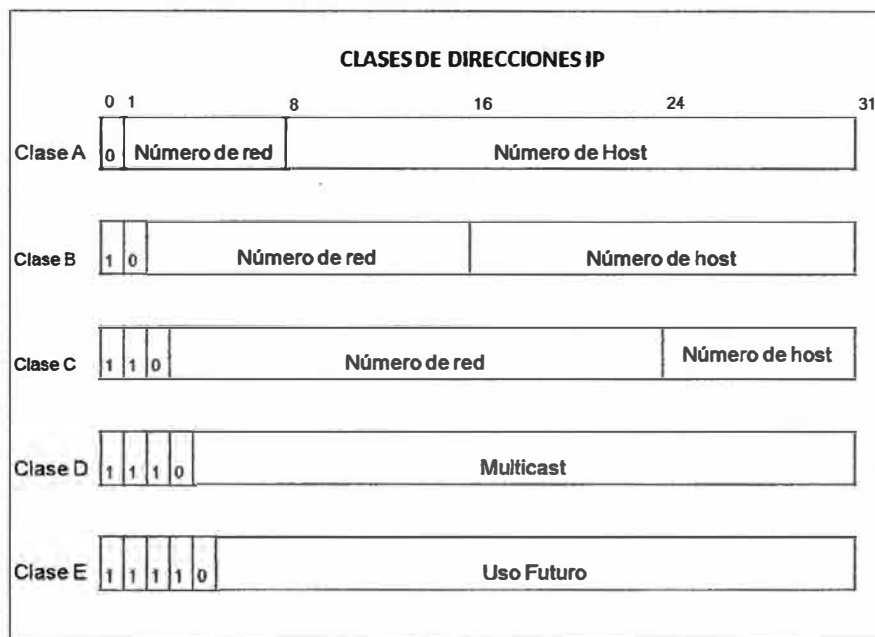 CLASES DE DIRECCIONES IP
0 1 8 16 24 31
Clase A 0 Número de red Número de Host
Clase B 1 0 Número de red Número de host
Clase C 1 1 0 Número de red Número de host
Clase D 1 1 1 0 Multicast
Clase E 1 1 1 1 0 Uso Futuro